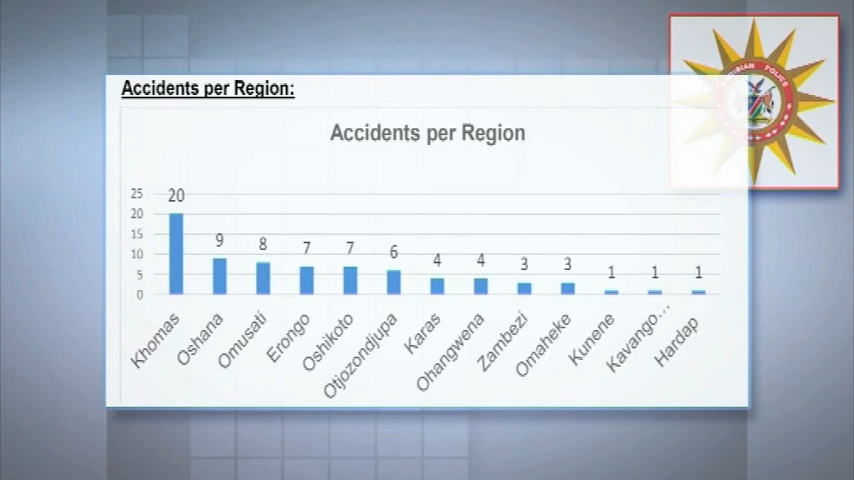 Accidents per Region:
Accidents per Region
25
20
15
10
5
0
20
9
8
7
7
6
4
4
3
3
1
1
1
Khomas
Oshana
Omusati
Erongo
Oshikoto
Otjozondjupa
Karas
Ohangwena
Zambezi
Omaheke
Kunene
Kavango...
Hardap
POLICE